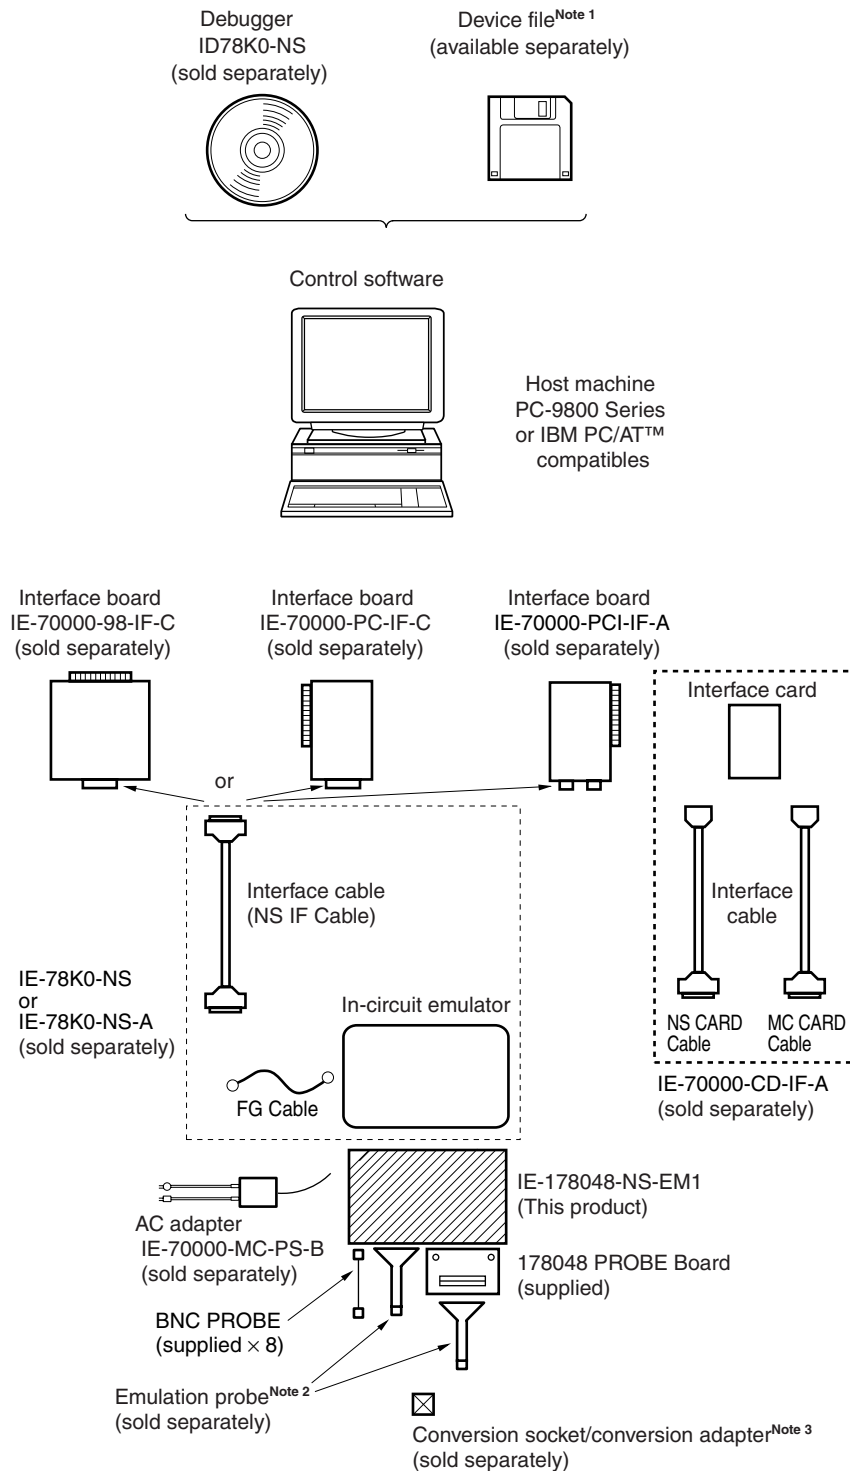 Debugger
ID78K0-NS
(sold separately)
Device fileNote 1
(available separately)
Control software
Host machine
PC-9800 Series
or IBM PC/AT™
compatibles
Interface board
IE-70000-98-IF-C
(sold separately)
Interface board
IE-70000-PC-IF-C
(sold separately)
Interface board
IE-70000-PCI-IF-A
(sold separately)
Interface card
or
Interface cable
(NS IF Cable)
Interface
cable
IE-78K0-NS
or
IE-78K0-NS-A
(sold separately)
In-circuit emulator
NS CARD
Cable
MC CARD
Cable
FG Cable
IE-70000-CD-IF-A
(sold separately)
IE-178048-NS-EM1
(This product)
AC adapter
IE-70000-MC-PS-B
(sold separately)
178048 PROBE Board
(supplied)
BNC PROBE
(supplied × 8)
Emulation probeNote 2
(sold separately)
Conversion socket/conversion adapterNote 3
(sold separately)